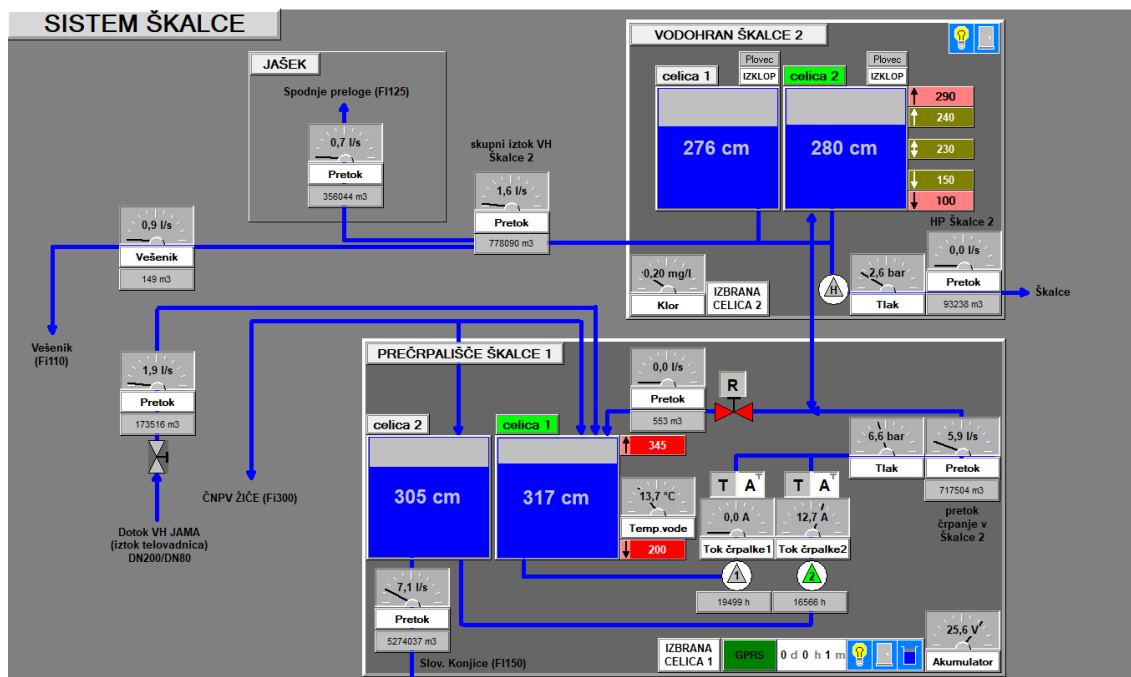 SISTEM ŠKALCE
JAŠEK
Spodnje preloge (FI125)
0,7 l/s
Pretok
356044 m3
skupni iztok VH
Škalce 2
1,6 l/s
Pretok
778090 m3
0,9 l/s
Vešenik
149 m3
Vešenik
(Fi110)
1,9 l/s
Pretok
173516 m3
Dotok VH JAMA
(iztok telovadnica)
DN200/DN80
ČNPV ŽIČE (Fi300)
VODOHRAN ŠKALCE 2
Plovec
IZKLOP
Plovec
IZKLOP
celica 1
celica 2
276 cm
280 cm
290
240
230
150
100
HP Škalce 2
0,20 mg/l
Klor
IZBRANA
CELICA 2
H
2,6 bar
Tlak
0,0 l/s
Pretok
93238 m3
Škalce
PREČRPALIŠČE ŠKALCE 1
0,0 l/s
Pretok
553 m3
R
celica 2
celica 1
305 cm
317 cm
345
13,7 °C
Temp.vode
200
T A T
T A T
0,0 A
Tok črpalke1
12,7 A
Tok črpalke2
1
2
19499 h
16566 h
6,6 bar
Tlak
5,9 l/s
Pretok
717504 m3
pretok
črpanje v
Škalce 2
7,1 l/s
Pretok
5274037 m3
Slov. Konjice (FI150)
IZBRANA
CELICA 1
GPRS
0 d 0 h 1 m
25,6 V
Akumulator